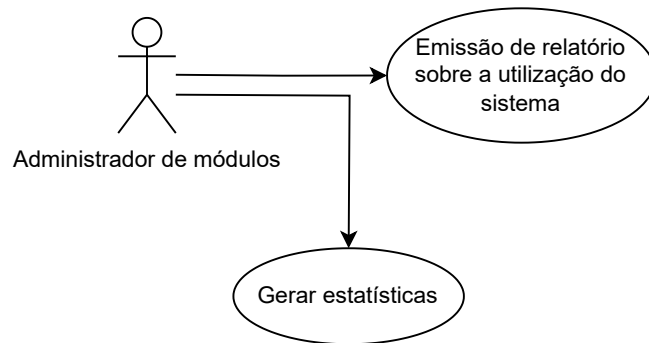 Emissão de relatório
sobre a utilização do
sistema
Administrador de módulos
Gerar estatísticas